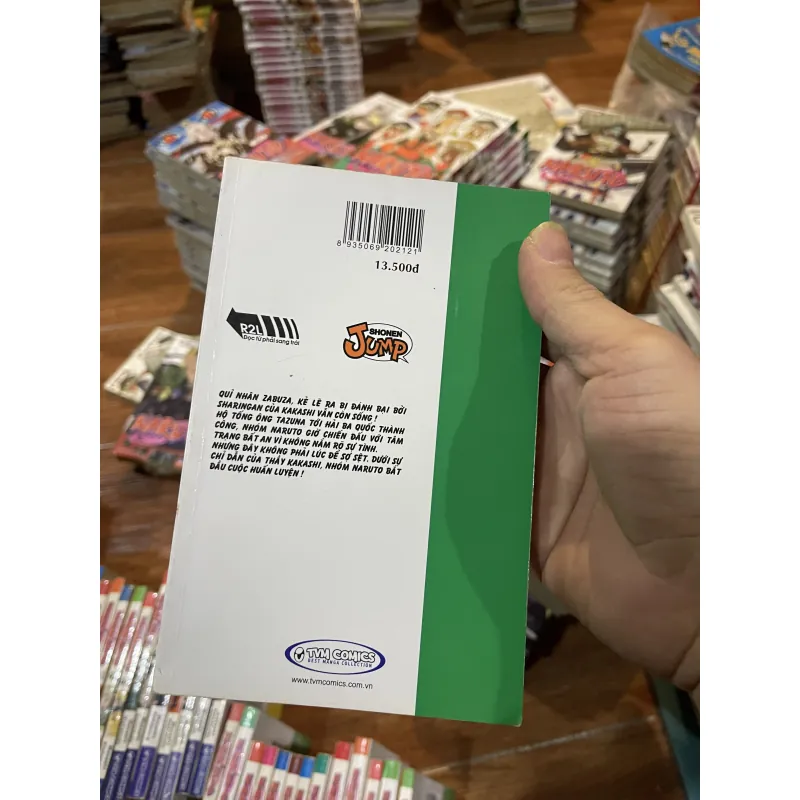 8 935069 202121
13.500đ
R2L
Đọc từ phải sang trái
SHONEN
JUMP
QUỈ NHÂN ZABUZA, KẺ LẼ RA BỊ ĐÁNH BẠI BỞI
SHARINGAN CỦA KAKASHI VẪN CÒN SỐNG !
HỘ TỐNG ÔNG TAZUNA TỚI HẢI BA QUỐC THÀNH
CÔNG, NHÓM NARUTO GIỜ CHIẾN ĐẤU VỚI TÂM
TRẠNG BẤT AN VÌ KHÔNG NẮM RÕ SỰ TÌNH.
NHƯNG ĐÂY KHÔNG PHẢI LÚC ĐỂ SỢ SỆT. DƯỚI SỰ
CHỈ DẪN CỦA THẦY KAKASHI, NHÓM NARUTO BẮT
ĐẦU CUỘC HUẤN LUYỆN !
TVM COMICS
BEST MANGA COLLECTION
www.tvmcomics.com.vn